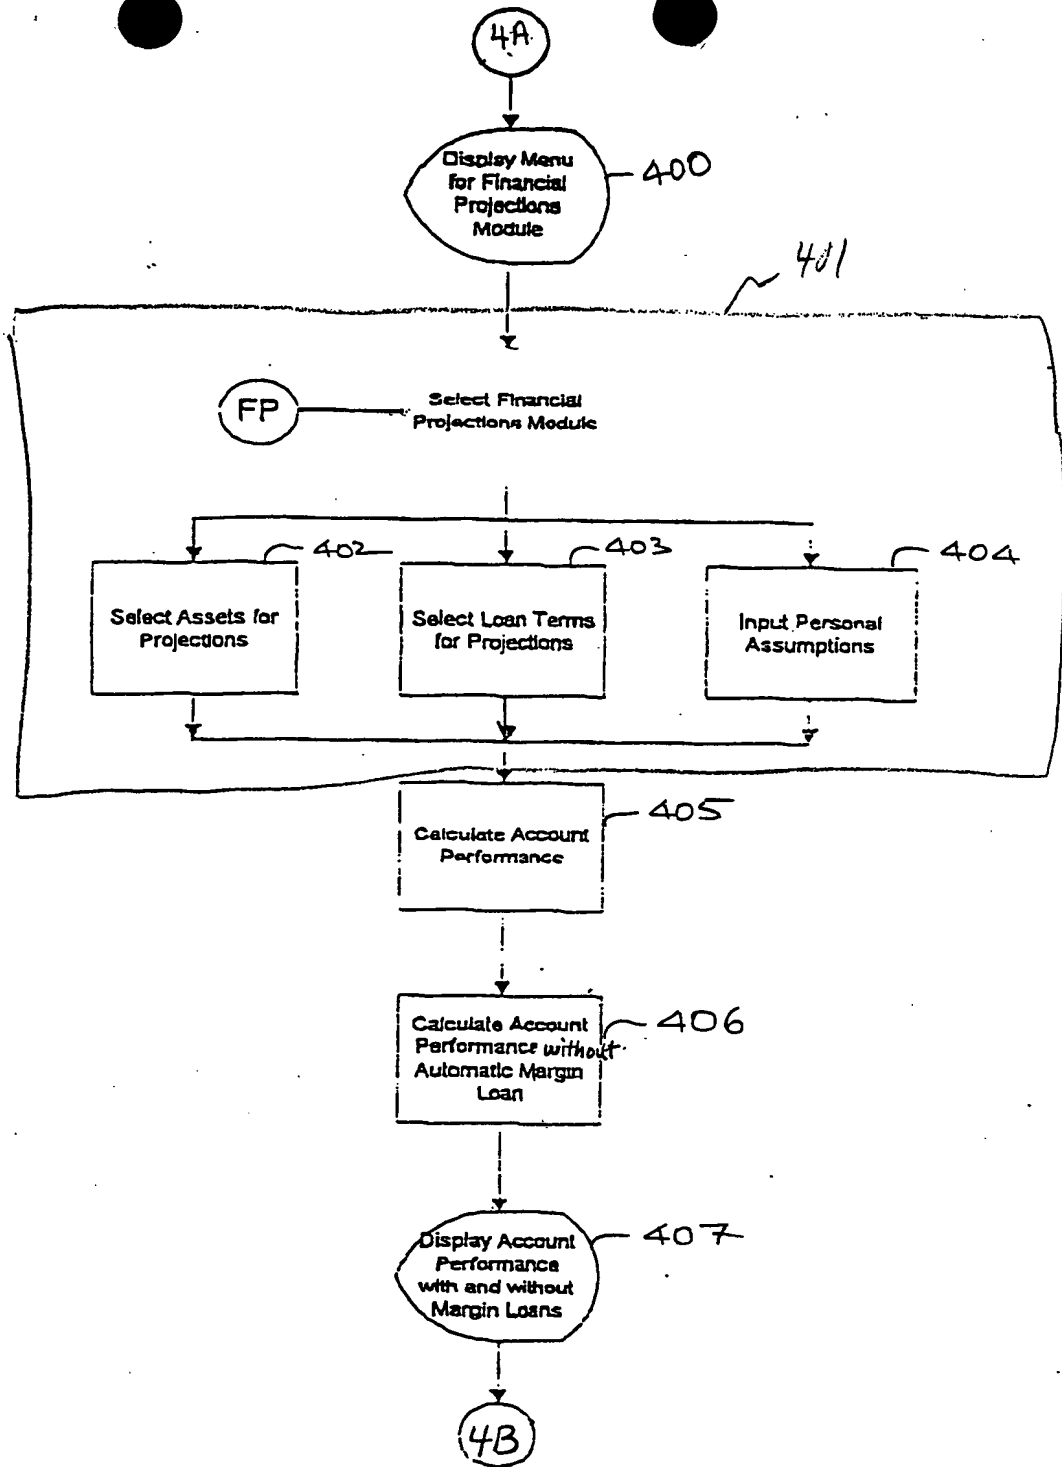 4A
Display Menu
for Financial
Projections
Module
400
401
FP
Select Financial
Projections Module
402
403
404
Select Assets for
Projections
Select Loan Terms
for Projections
Input Personal
Assumptions
405
Calculate Account
Performance
406
Calculate Account
Performance without
Automatic Margin
Loan
407
Display Account
Performance
with and without
Margin Loans
4B